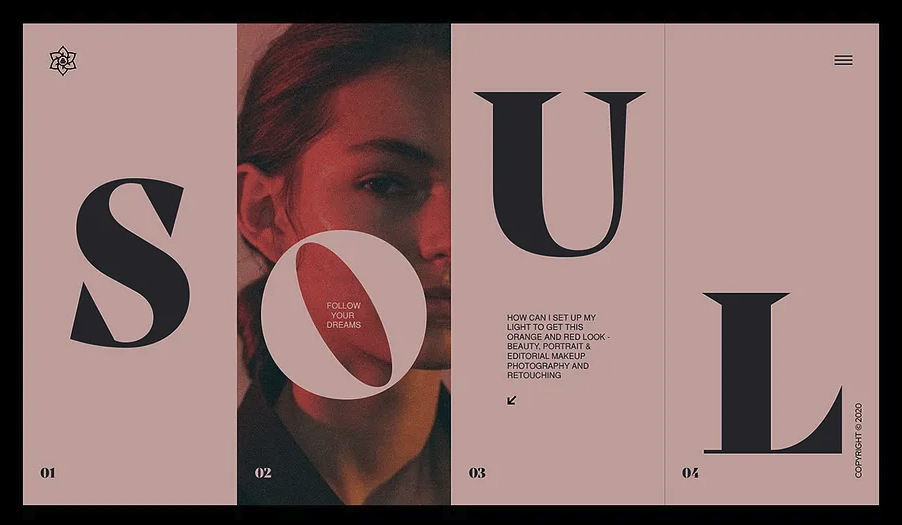 S
O
U
L
FOLLOW
YOUR
DREAMS
HOW CAN I SET UP MY
LIGHT TO GET THIS
ORANGE AND RED LOOK -
BEAUTY, PORTRAIT &
EDITORIAL MAKEUP
PHOTOGRAPHY AND
RETOUCHING
01
02
03
04
COPYRIGHT © 2020